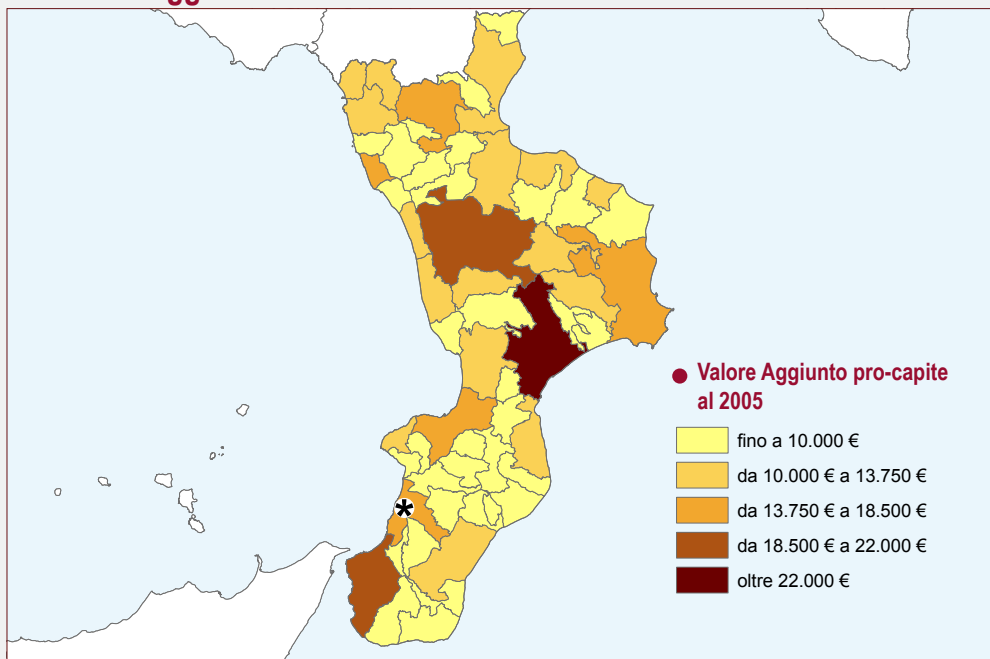 Valore Aggiunto pro-capite
al 2005
fino a 10.000 €
da 10.000 € a 13.750 €
da 13.750 € a 18.500 €
da 18.500 € a 22.000 €
oltre 22.000 €
*